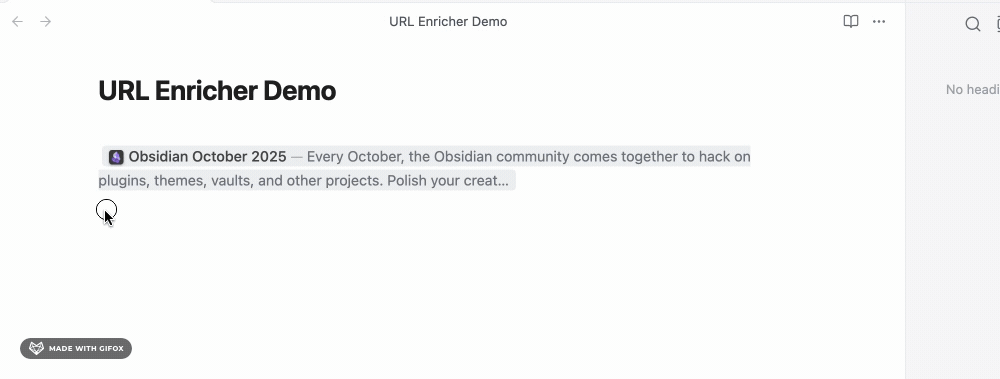 URL Enricher Demo
URL Enricher Demo
No headi
Obsidian October 2025 — Every October, the Obsidian community comes together to hack on
plugins, themes, vaults, and other projects. Polish your creat...
MADE WITH GIFOX